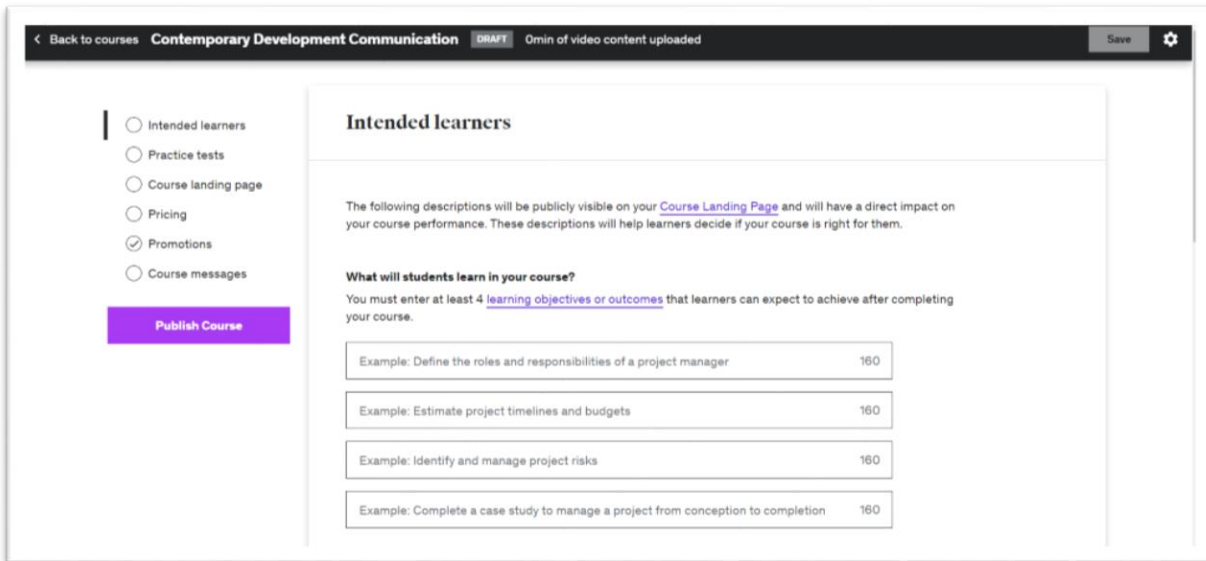 Back to courses Contemporary Development Communication DRAFT 0min of video content uploaded Save
Intended learners
Practice tests
Course landing page
Pricing
Promotions
Course messages
Publish Course
Intended learners
The following descriptions will be publicly visible on your Course Landing Page and will have a direct impact on
your course performance. These descriptions will help learners decide if your course is right for them.
What will students learn in your course?
You must enter at least 4 learning objectives or outcomes that learners can expect to achieve after completing
your course.
Example: Define the roles and responsibilities of a project manager 160
Example: Estimate project timelines and budgets 160
Example: Identify and manage project risks 160
Example: Complete a case study to manage a project from conception to completion 160